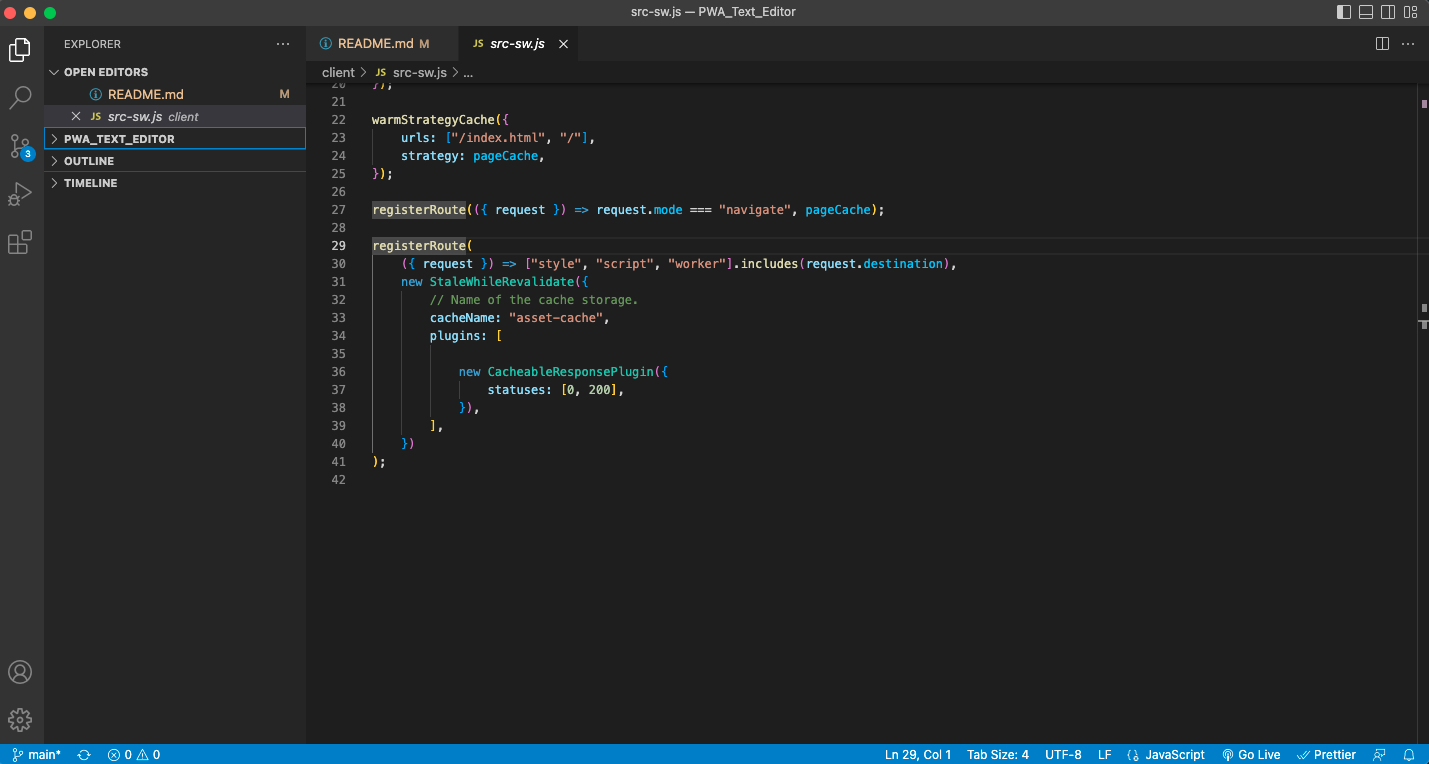 src-sw.js — PWA_Text_Editor
EXPLORER
README.md M
JS src-sw.js
OPEN EDITORS
README.md M
JS src-sw.js client
PWA_TEXT_EDITOR
OUTLINE
TIMELINE
3
client > JS src-sw.js > ...
20 });
21
22 warmStrategyCache({
23 urls: ["/index.html", "/"],
24 strategy: pageCache,
25 });
26
27 registerRoute(({ request }) => request.mode === "navigate", pageCache);
28
29 registerRoute(
30 ({ request }) => ["style", "script", "worker"].includes(request.destination),
31 new StaleWhileRevalidate({
32 // Name of the cache storage.
33 cacheName: "asset-cache",
34 plugins: [
35
36 new CacheableResponsePlugin({
37 statuses: [0, 200],
38 }),
39 ],
40 })
41 );
42
main* 0 0 Ln 29, Col 1 Tab Size: 4 UTF-8 LF {} JavaScript Go Live Prettier